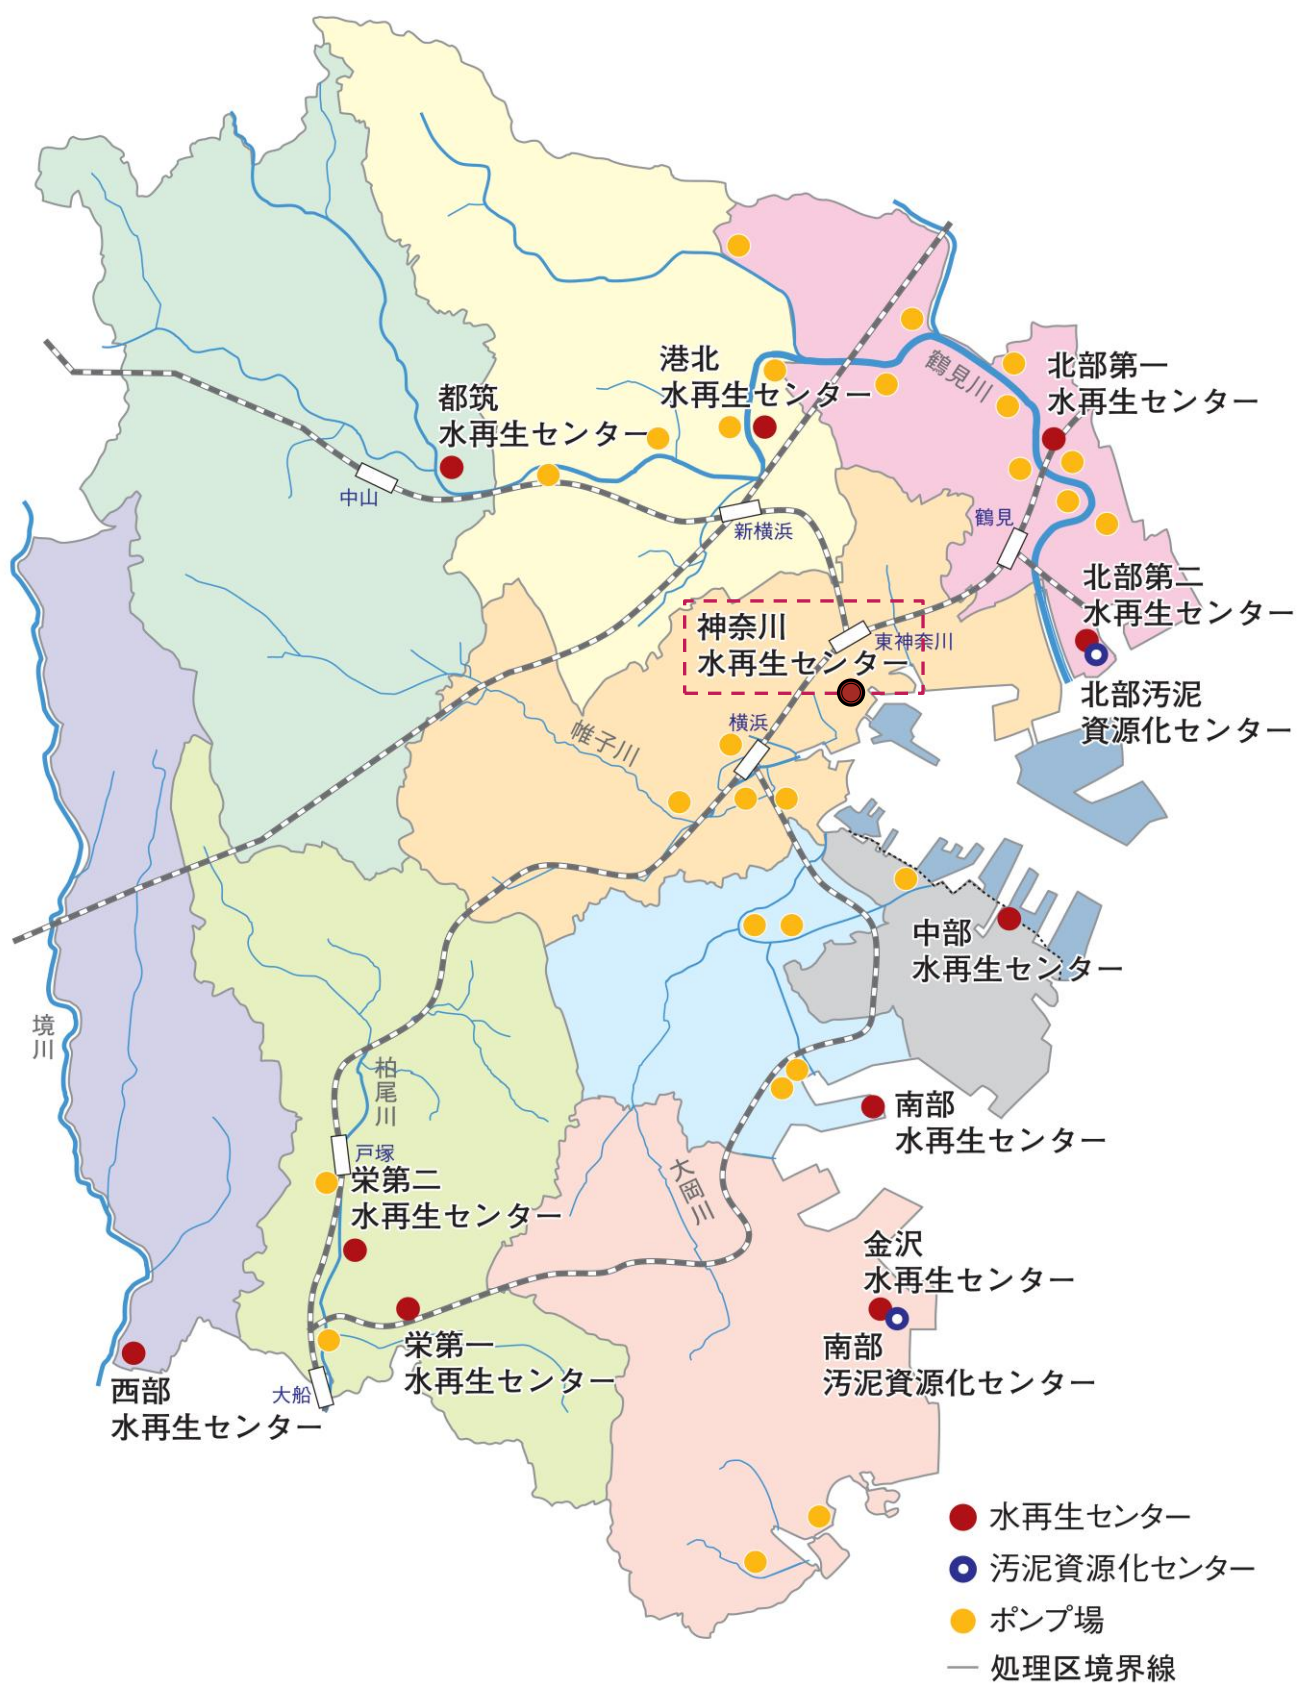 港北
水再生センター
鶴見川
北部第一
水再生センター
都筑
水再生センター
中山
新横浜
鶴見
北部第二
水再生センター
神奈川
水再生センター
東神奈川
北部汚泥
資源化センター
横浜
帷子川
中部
水再生センター
境川
柏尾川
南部
水再生センター
戸塚
栄第二
水再生センター
大岡川
金沢
水再生センター
南部
汚泥資源化センター
栄第一
水再生センター
大船
西部
水再生センター
水再生センター
汚泥資源化センター
ポンプ場
処理区境界線